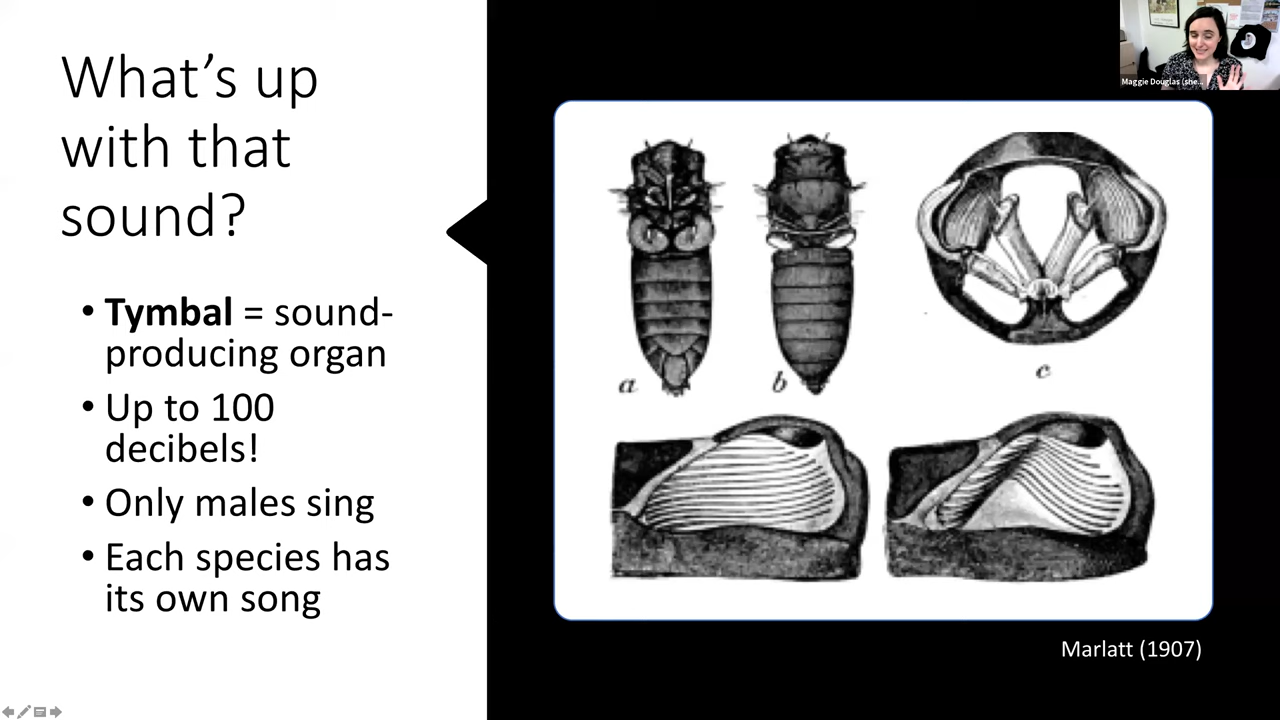 What's up
with that
sound?
• Tymbal = sound-
producing organ
• Up to 100
decibels!
• Only males sing
• Each species has
its own song
Maggie Douglas (she...
a
b
c
Marlatt (1907)